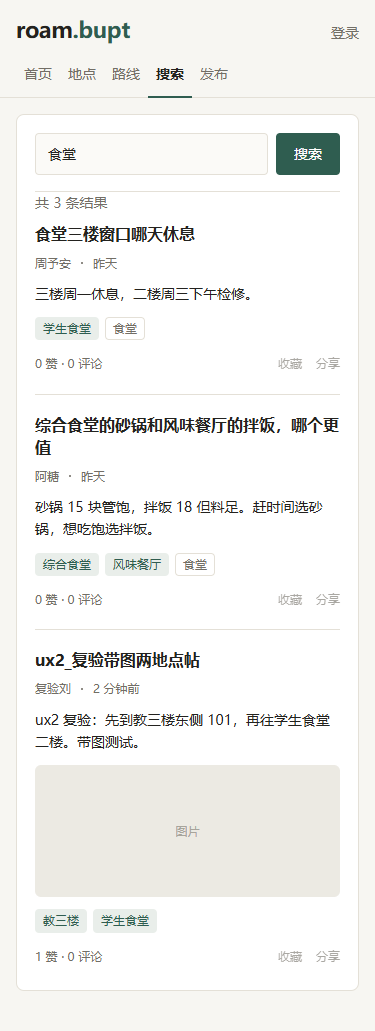 roam.bupt
登录
首页 地点 路线 搜索 发布
食堂 搜索
共 3 条结果
食堂三楼窗口哪天休息
周予安 · 昨天
三楼周一休息，二楼周三下午检修。
学生食堂 食堂
0 赞 · 0 评论 收藏 分享
综合食堂的砂锅和风味餐厅的拌饭，哪个更
值
阿糖 · 昨天
砂锅 15 块管饱，拌饭 18 但料足。赶时间选砂
锅，想吃饱选拌饭。
综合食堂 风味餐厅 食堂
0 赞 · 0 评论 收藏 分享
ux2_复验带图两地点帖
复验刘 · 2 分钟前
ux2 复验：先到教三楼东侧 101，再往学生食堂
二楼。带图测试。
图片
教三楼 学生食堂
1 赞 · 0 评论 收藏 分享